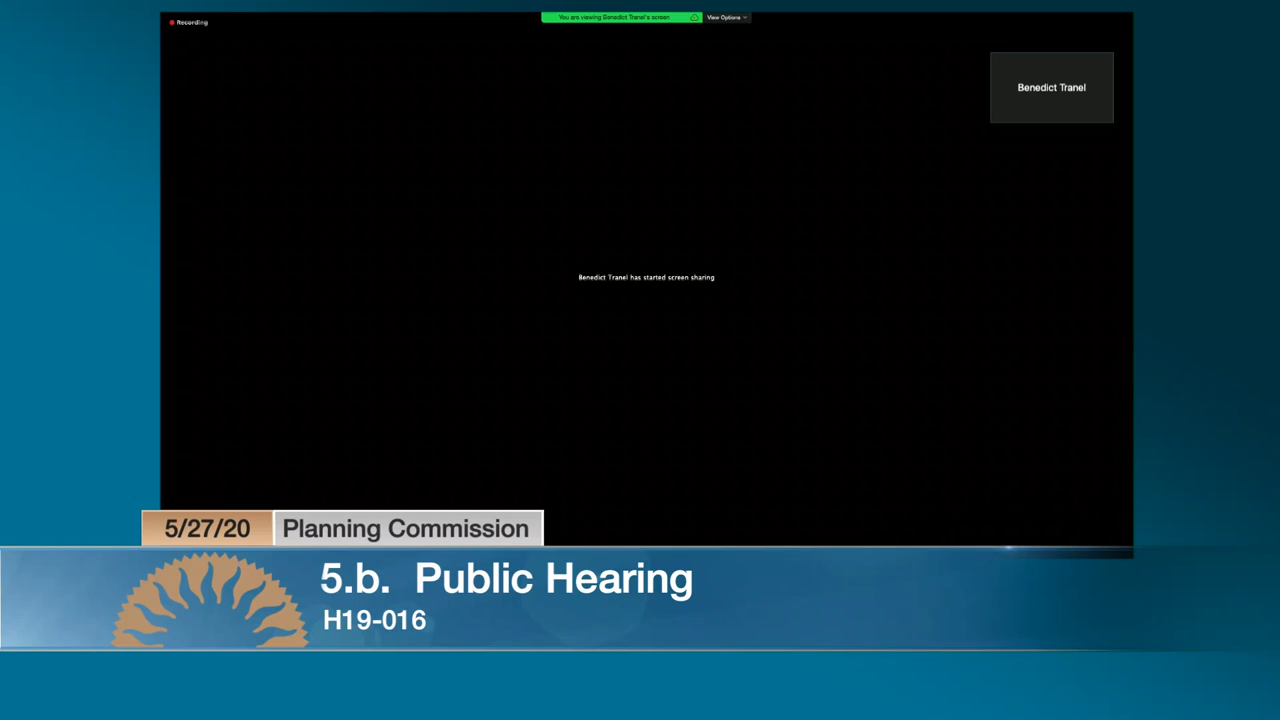 Recording
You are viewing Benedict Tranel's screen
View Options
Benedict Tranel
Benedict Tranel has started screen sharing
5/27/20
Planning Commission
5.b. Public Hearing
H19-016